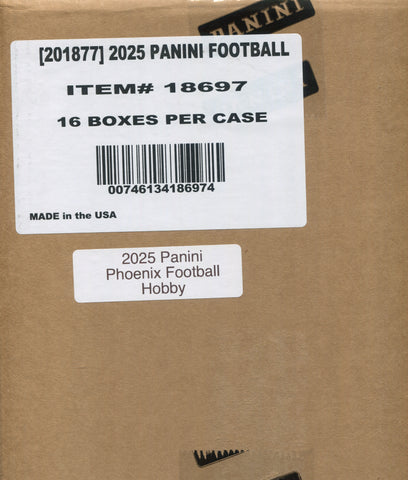 PANINI
[201877] 2025 PANINI FOOTBALL
ITEM# 18697
16 BOXES PER CASE
00746134186974
MADE in the USA
2025 Panini
Phoenix Football
Hobby